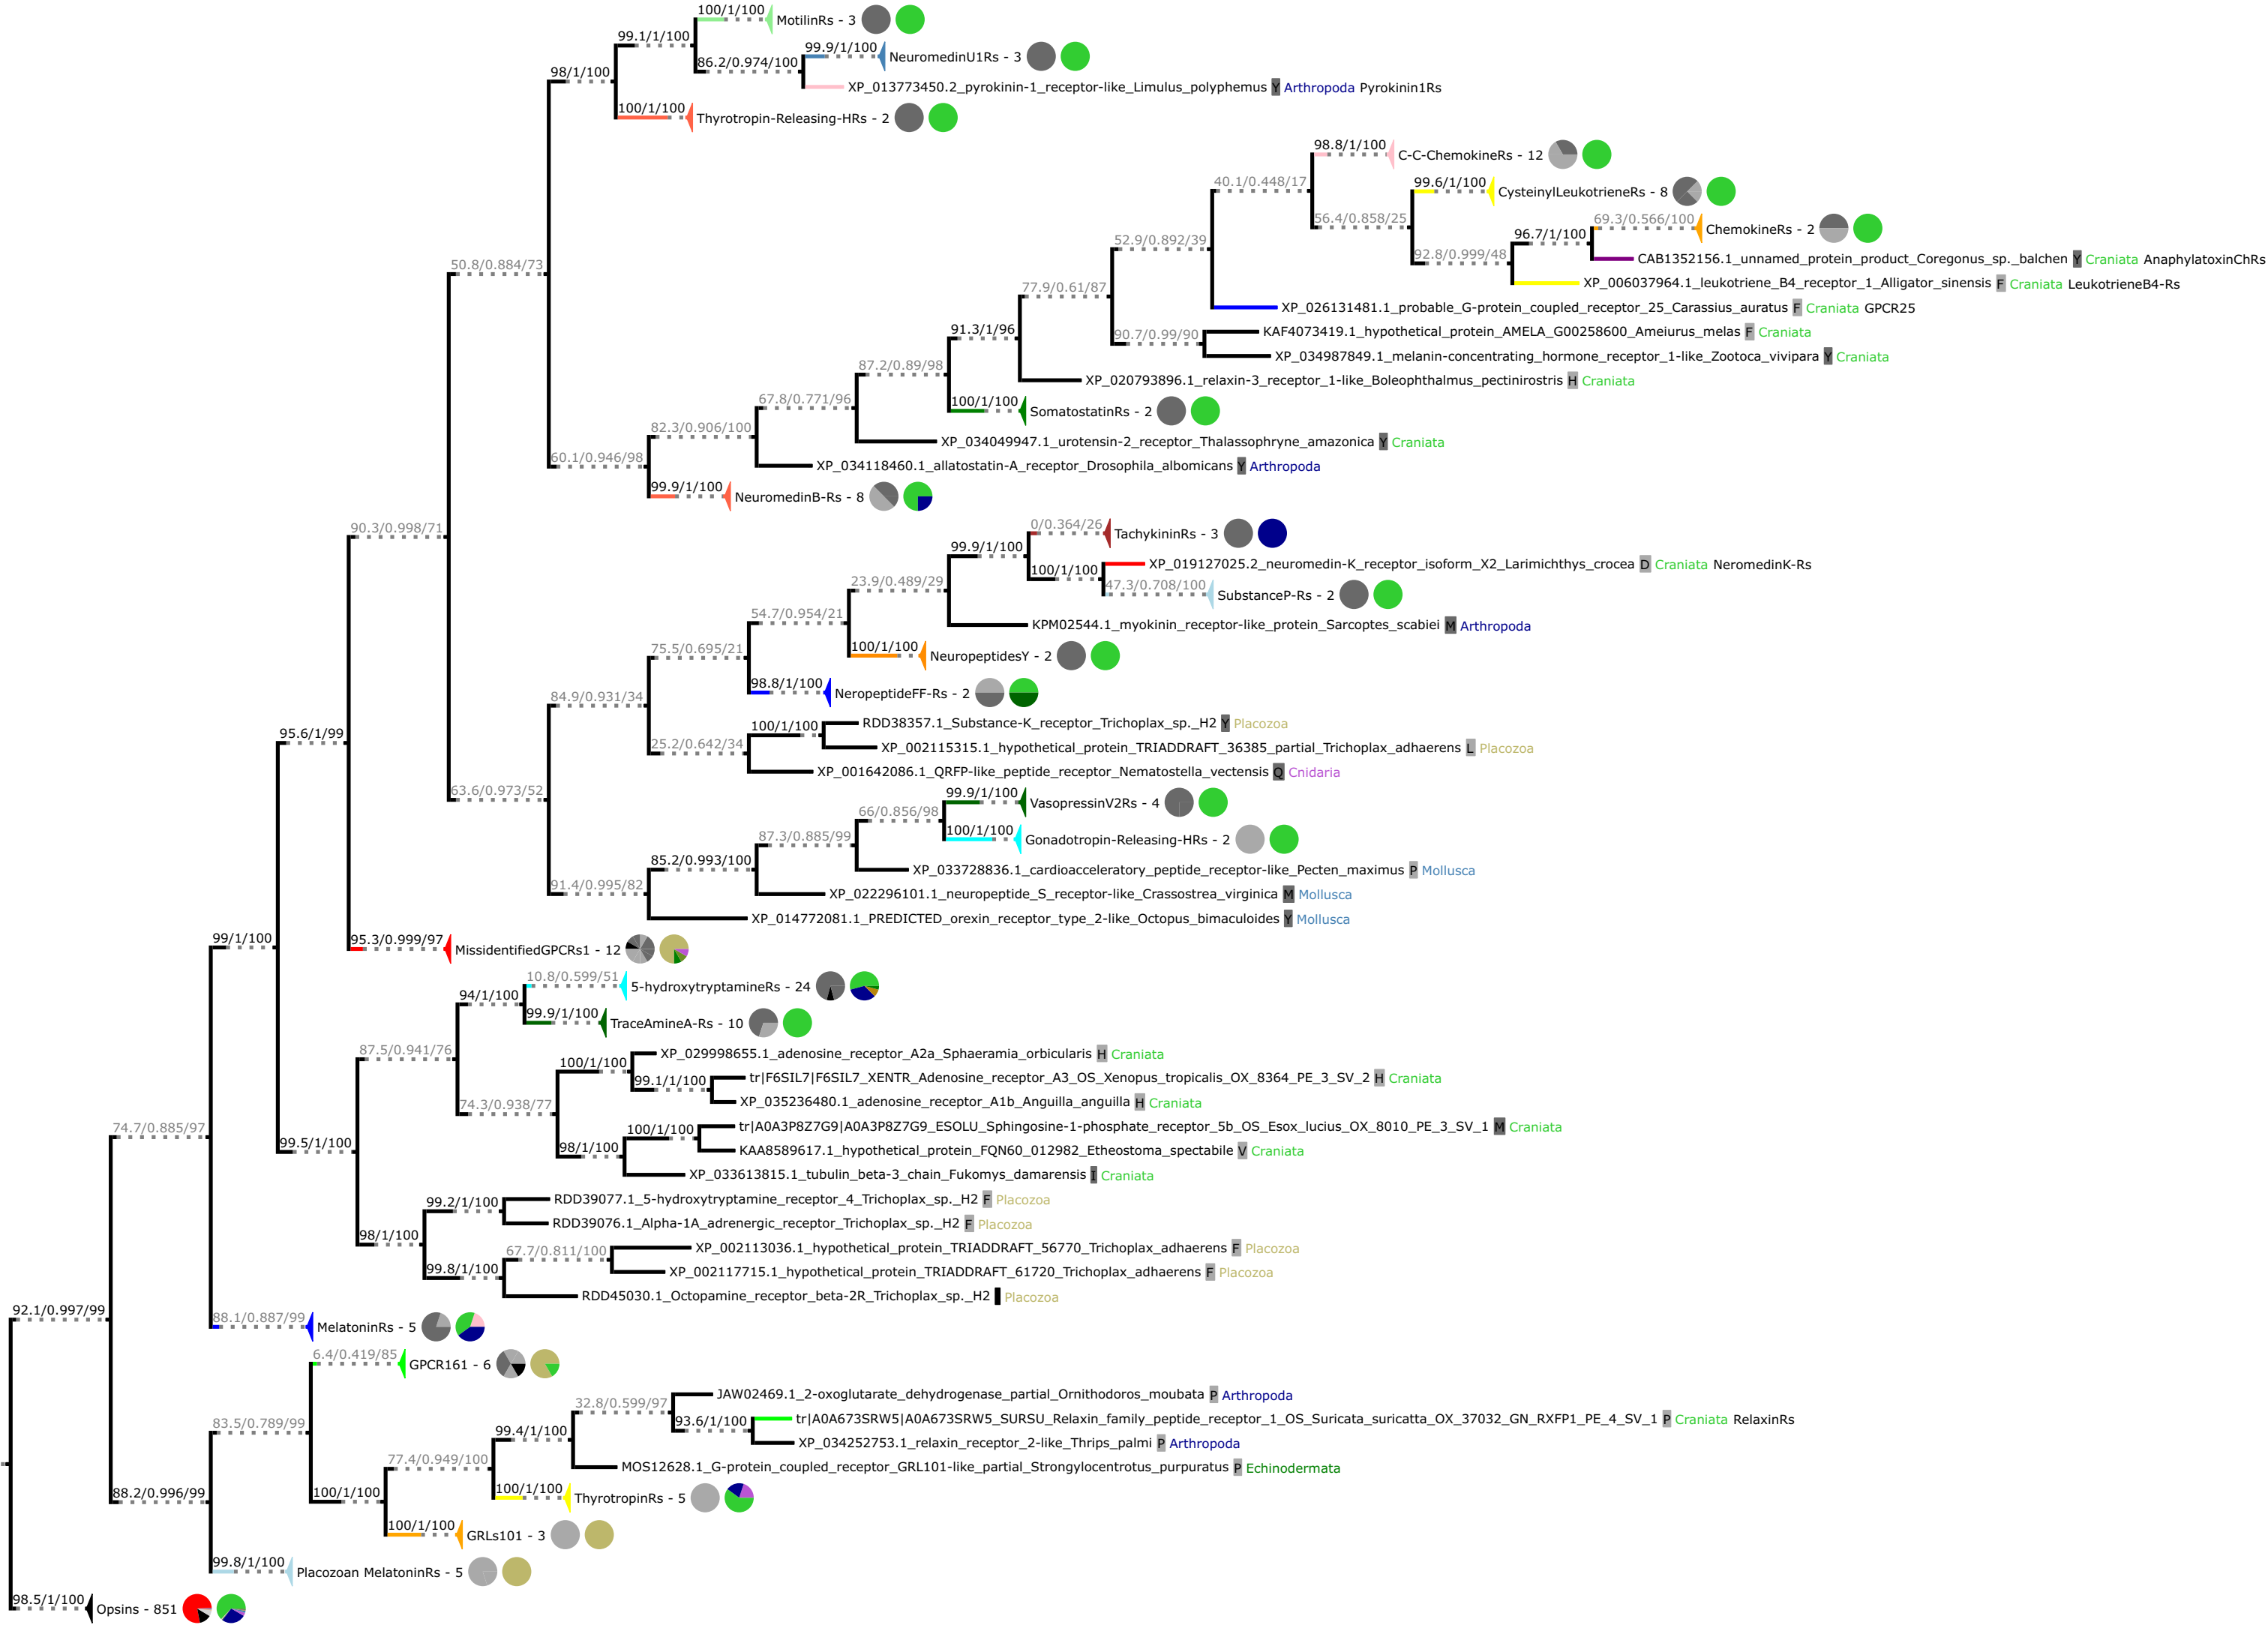 100/1/100
MotilinRs - 3
99.1/1/100
99.9/1/100
NeuromedinU1Rs - 3
86.2/0.974/100
98/1/100
XP_013773450.2_pyrokinin-1_receptor-like_Limulus_polyphemus Y Arthropoda Pyrokinin1Rs
100/1/100
Thyrotropin-Releasing-HRs - 2
98.8/1/100
C-C-ChemokineRs - 12
40.1/0.448/17
99.6/1/100
CysteinylLeukotrieneRs - 8
56.4/0.858/25
69.3/0.566/100
ChemokineRs - 2
96.7/1/100
52.9/0.892/39
92.8/0.999/48
CAB1352156.1_unnamed_protein_product_Coregonus_sp._balchen Y Craniata AnaphylatoxinChRs
50.8/0.884/73
XP_006037964.1_leukotriene_B4_receptor_1_Alligator_sinensis F Craniata LeukotrieneB4-Rs
77.9/0.61/87
XP_026131481.1_probable_G-protein_coupled_receptor_25_Carassius_auratus F Craniata GPCR25
91.3/1/96
KAF4073419.1_hypothetical_protein_AMELA_G00258600_Ameiurus_melas F Craniata
90.7/0.99/90
XP_034987849.1_melanin-concentrating_hormone_receptor_1-like_Zootoca_vivipara Y Craniata
87.2/0.89/98
XP_020793896.1_relaxin-3_receptor_1-like_Boleophthalmus_pectinirostris H Craniata
67.8/0.771/96
100/1/100
SomatostatinRs - 2
82.3/0.906/100
XP_034049947.1_urotensin-2_receptor_Thalassophryne_amazonica Y Craniata
60.1/0.946/98
XP_034118460.1_allatostatin-A_receptor_Drosophila_albomicans Y Arthropoda
99.9/1/100
NeuromedinB-Rs - 8
90.3/0.998/71
0/0.364/26
TachykininRs - 3
99.9/1/100
XP_019127025.2_neuromedin-K_receptor_isoform_X2_Larimichthys_crocea D Craniata NeromedinK-Rs
100/1/100
23.9/0.489/29
47.3/0.708/100
SubstanceP-Rs - 2
54.7/0.954/21
KPM02544.1_myokinin_receptor-like_protein_Sarcoptes_scabiei M Arthropoda
75.5/0.695/21
100/1/100
NeuropeptidesY - 2
98.8/1/100
NeropeptideFF-Rs - 2
84.9/0.931/34
RDD38357.1_Substance-K_receptor_Trichoplax_sp._H2 Y Placozoa
100/1/100
95.6/1/99
25.2/0.642/34
XP_002115315.1_hypothetical_protein_TRIADDRAFT_36385_partial_Trichoplax_adhaerens L Placozoa
XP_001642086.1_QRFP-like_peptide_receptor_Nematostella_vectensis Q Cnidaria
63.6/0.973/52
99.9/1/100
VasopressinV2Rs - 4
66/0.856/98
100/1/100
Gonadotropin-Releasing-HRs - 2
87.3/0.885/99
85.2/0.993/100
XP_033728836.1_cardioacceleratory_peptide_receptor-like_Pecten_maximus P Mollusca
91.4/0.995/82
XP_022296101.1_neuropeptide_S_receptor-like_Crassostrea_virginica M Mollusca
XP_014772081.1_PREDICTED_orexin_receptor_type_2-like_Octopus_bimaculoides Y Mollusca
99/1/100
95.3/0.999/97
MissidentifiedGPCRs1 - 12
10.8/0.599/51
5-hydroxytryptamineRs - 24
94/1/100
99.9/1/100
TraceAmineA-Rs - 10
87.5/0.941/76
XP_029998655.1_adenosine_receptor_A2a_Sphaeramia_orbicularis H Craniata
100/1/100
99.1/1/100
tr|F6SIL7|F6SIL7_XENTR_Adenosine_receptor_A3_OS_Xenopus_tropicalis_OX_8364_PE_3_SV_2 H Craniata
74.3/0.938/77
XP_035236480.1_adenosine_receptor_A1b_Anguilla_anguilla H Craniata
74.7/0.885/97
100/1/100
tr|A0A3P8Z7G9|A0A3P8Z7G9_ESOLU_Sphingosine-1-phosphate_receptor_5b_OS_Esox_lucius_OX_8010_PE_3_SV_1 M Craniata
99.5/1/100
98/1/100
KAA8589617.1_hypothetical_protein_FQN60_012982_Etheostoma_spectabile V Craniata
XP_033613815.1_tubulin_beta-3_chain_Fukomys_damarensis I Craniata
99.2/1/100
RDD39077.1_5-hydroxytryptamine_receptor_4_Trichoplax_sp._H2 F Placozoa
98/1/100
RDD39076.1_Alpha-1A_adrenergic_receptor_Trichoplax_sp._H2 F Placozoa
67.7/0.811/100
XP_002113036.1_hypothetical_protein_TRIADDRAFT_56770_Trichoplax_adhaerens F Placozoa
99.8/1/100
XP_002117715.1_hypothetical_protein_TRIADDRAFT_61720_Trichoplax_adhaerens F Placozoa
RDD45030.1_Octopamine_receptor_beta-2R_Trichoplax_sp._H2 Placozoa
92.1/0.997/99
88.1/0.887/99
MelatoninRs - 5
6.4/0.419/85
GPCR161 - 6
JAW02469.1_2-oxoglutarate_dehydrogenase_partial_Ornithodoros_moubata P Arthropoda
32.8/0.599/97
83.5/0.789/99
93.6/1/100
tr|A0A673SRW5|A0A673SRW5_SURSU_Relaxin_family_peptide_receptor_1_OS_Suricata_suricatta_OX_37032_GN_RXFP1_PE_4_SV_1 P Craniata RelaxinRs
99.4/1/100
XP_034252753.1_relaxin_receptor_2-like_Thrips_palmi P Arthropoda
77.4/0.949/100
MOS12628.1_G-protein_coupled_receptor_GRL101-like_partial_Strongylocentrotus_purpuratus P Echinodermata
88.2/0.996/99
100/1/100
100/1/100
ThyrotropinRs - 5
100/1/100
GRLs101 - 3
99.8/1/100
Placozoan MelatoninRs - 5
98.5/1/100
Opsins - 851